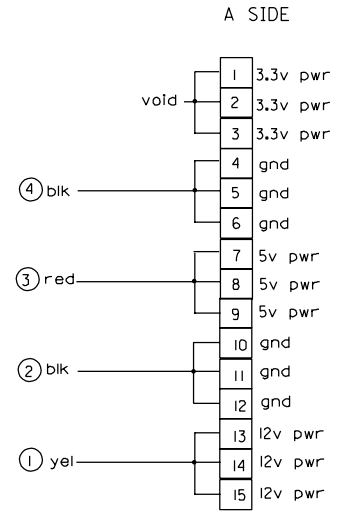 A SIDE
1 3.3v pwr
void 2 3.3v pwr
3 3.3v pwr
4 gnd
4 blk 5 gnd
6 gnd
7 5v pwr
3 red 8 5v pwr
9 5v pwr
10 gnd
2 blk 11 gnd
12 gnd
13 12v pwr
1 yel 14 12v pwr
15 12v pwr